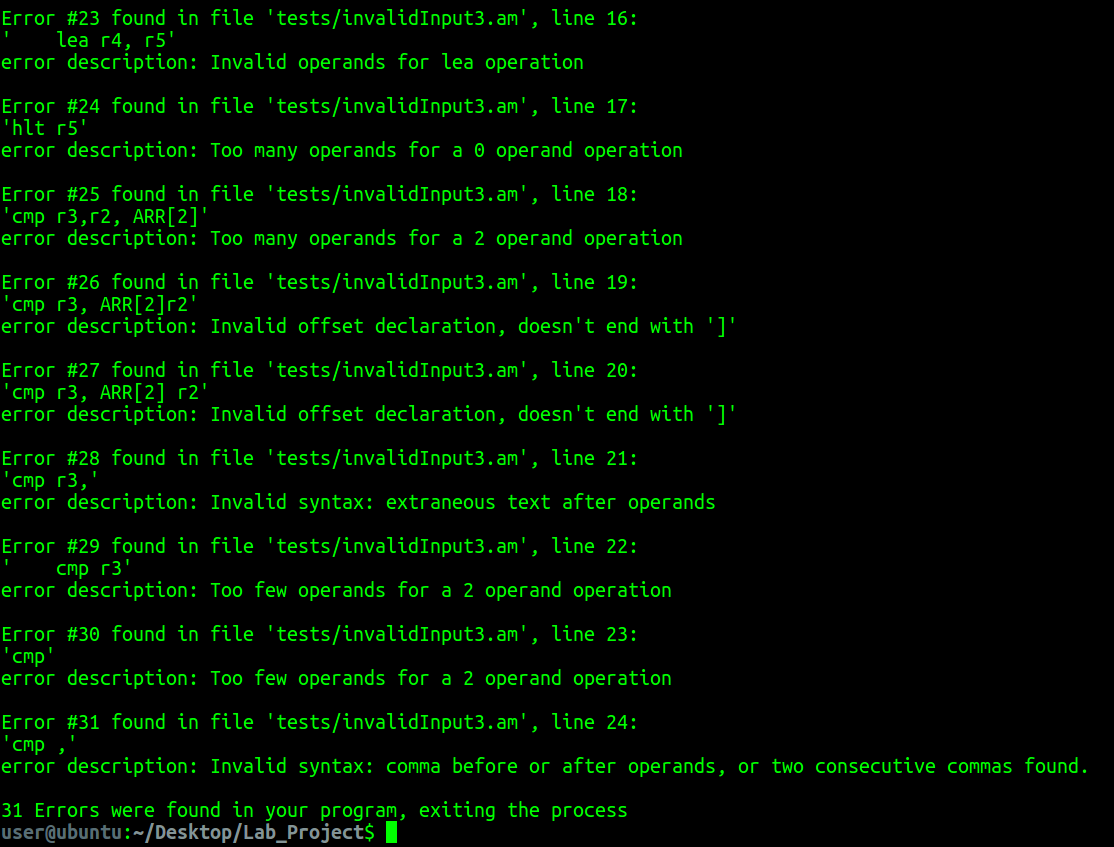 Error #23 found in file 'tests/invalidInput3.am', line 16:
'    lea r4, r5'
error description: Invalid operands for lea operation
Error #24 found in file 'tests/invalidInput3.am', line 17:
'hlt r5'
error description: Too many operands for a 0 operand operation
Error #25 found in file 'tests/invalidInput3.am', line 18:
'cmp r3,r2, ARR[2]'
error description: Too many operands for a 2 operand operation
Error #26 found in file 'tests/invalidInput3.am', line 19:
'cmp r3, ARR[2]r2'
error description: Invalid offset declaration, doesn't end with ']'
Error #27 found in file 'tests/invalidInput3.am', line 20:
'cmp r3, ARR[2] r2'
error description: Invalid offset declaration, doesn't end with ']'
Error #28 found in file 'tests/invalidInput3.am', line 21:
'cmp r3,'
error description: Invalid syntax: extraneous text after operands
Error #29 found in file 'tests/invalidInput3.am', line 22:
'    cmp r3'
error description: Too few operands for a 2 operand operation
Error #30 found in file 'tests/invalidInput3.am', line 23:
'cmp'
error description: Too few operands for a 2 operand operation
Error #31 found in file 'tests/invalidInput3.am', line 24:
'cmp ,'
error description: Invalid syntax: comma before or after operands, or two consecutive commas found.
31 Errors were found in your program, exiting the process
user@ubuntu:~/Desktop/Lab_Project$